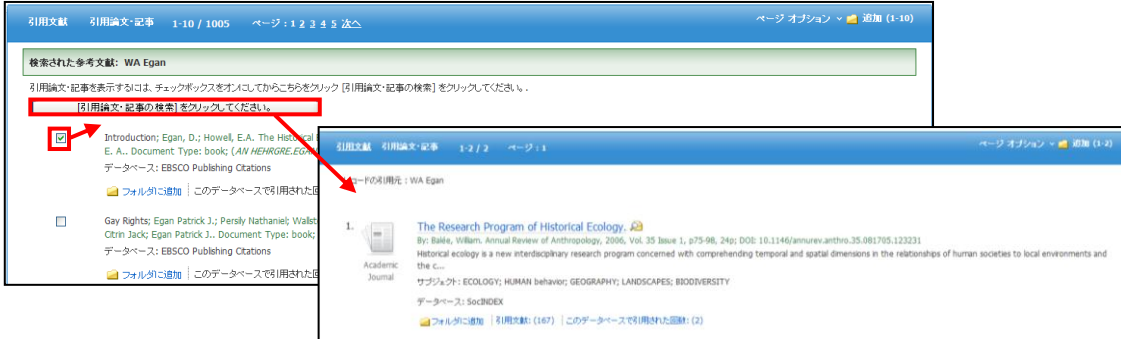 引用文献 引用論文・記事 1-10 / 1005 ページ : 1 2 3 4 5 次へ ページ オプション 追加 (1-10)
検索された参考文献: WA Egan
引用論文・記事を表示するには、チェックボックスをオンにしてからこちらをクリック [引用論文・記事の検索] をクリックしてください。.
[引用論文・記事の検索] をクリックしてください。
Introduction; Egan, D.; Howell, E.A. The Historical
E. A.. Document Type: book; (AN HEHRGRE.EGAN
データベース: EBSCO Publishing Citations
フォルダに追加 このデータベースで引用された回
Gay Rights; Egan Patrick J.; Persily Nathaniel; Wallst
Citrin Jack; Egan Patrick J.. Document Type: book;
データベース: EBSCO Publishing Citations
フォルダに追加 このデータベースで引用された回
引用文献 引用論文・記事 1-2 / 2 ページ : 1 ページ オプション 追加 (1-2)
コードの引用元 : WA Egan
1. The Research Program of Historical Ecology.
By: Balée, William. Annual Review of Anthropology, 2006, Vol. 35 Issue 1, p75-98, 24p; DOI: 10.1146/annurev.anthro.35.081705.123231
Historical ecology is a new interdisciplinary research program concerned with comprehending temporal and spatial dimensions in the relationships of human societies to local environments and
the c...
Academic
Journal
サブジェクト: ECOLOGY; HUMAN behavior; GEOGRAPHY; LANDSCAPES; BIODIVERSITY
データベース: SocINDEX
フォルダに追加 引用文献: (167) このデータベースで引用された回数: (2)